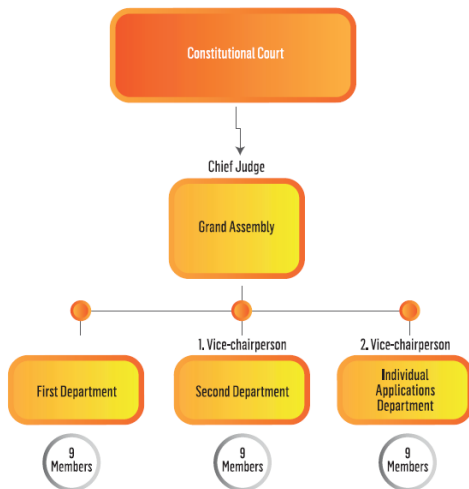 Constitutional Court
Chief Judge
Grand Assembly
1. Vice-chairperson
2. Vice-chairperson
First Department
Second Department
Individual
Applications
Department
9
Members
9
Members
9
Members